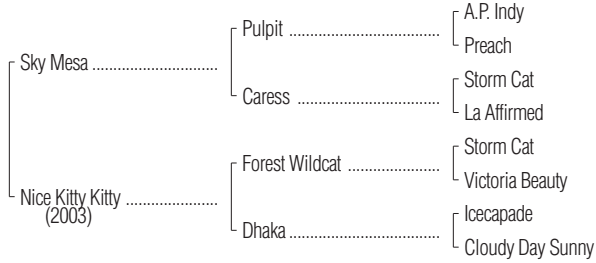 A.P. Indy
Pulpit ..........................................
Preach
Sky Mesa ...................................
Storm Cat
Caress ........................................
La Affirmed
Storm Cat
Forest Wildcat .........................
Victoria Beauty
Nice Kitty Kitty .........................
(2003)
Icecapade
Dhaka ..........................................
Cloudy Day Sunny